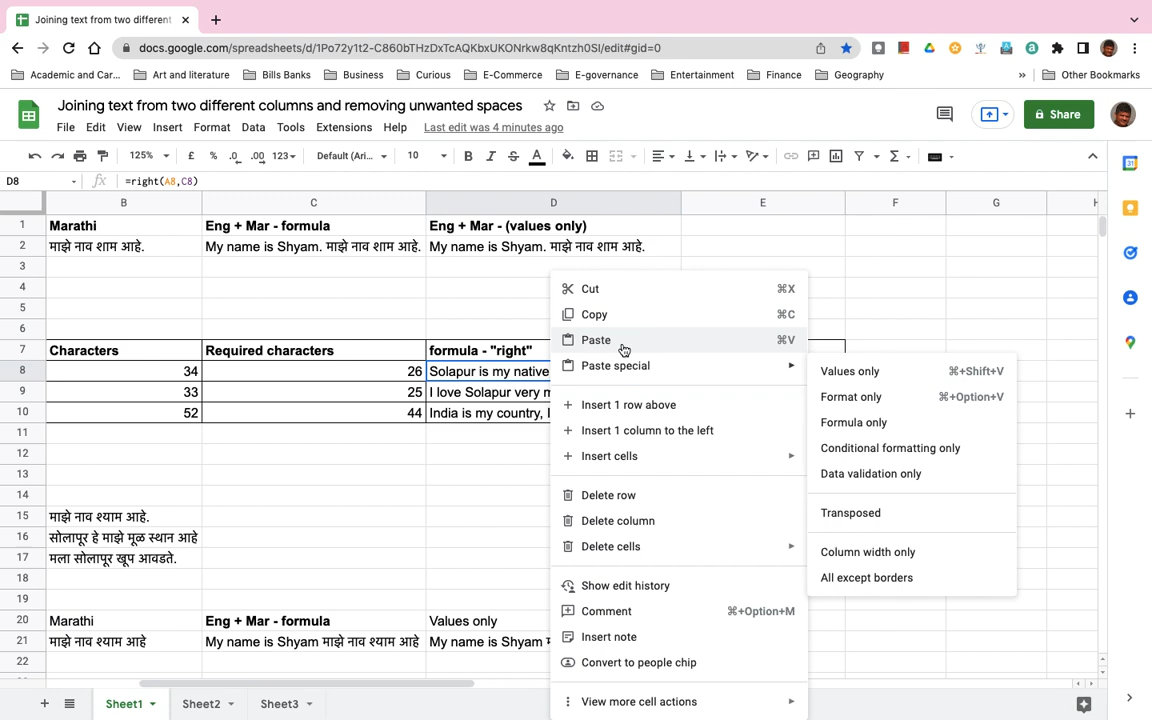 Joining text from two different
docs.google.com/spreadsheets/d/1Po72y1t2-C860bTHzDxTcAQKbxUKONrkw8qKntzh0SI/edit#gid=0
Academic and Car... Art and literature Bills Banks Business Curious E-Commerce E-governance Entertainment Finance Geography » Other Bookmarks
Joining text from two different columns and removing unwanted spaces
File Edit View Insert Format Data Tools Extensions Help Last edit was 4 minutes ago
Share
125% £ % .0 .00 123 Default (Ari... 10 B I S A
D8 fx =right(A8,C8)
B C D E F G H
1 Marathi Eng + Mar - formula Eng + Mar - (values only)
2 माझे नाव शाम आहे. My name is Shyam. माझे नाव शाम आहे. My name is Shyam. माझे नाव शाम आहे.
3
4
5
6
7 Characters Required characters formula - "right"
8 34 26 Solapur is my native
9 33 25 I love Solapur very m
10 52 44 India is my country, I
11
12
13
14
15 माझे नाव श्याम आहे.
16 सोलापूर हे माझे मूळ स्थान आहे
17 मला सोलापूर खूप आवडते.
18
19
20 Marathi Eng + Mar - formula Values only
21 माझे नाव श्याम आहे My name is Shyam माझे नाव श्याम आहे My name is Shyam
22
Cut ⌘X
Copy ⌘C
Paste ⌘V
Paste special
Insert 1 row above
Insert 1 column to the left
Insert cells
Delete row
Delete column
Delete cells
Show edit history
Comment ⌘+Option+M
Insert note
Convert to people chip
View more cell actions
Values only ⌘+Shift+V
Format only ⌘+Option+V
Formula only
Conditional formatting only
Data validation only
Transposed
Column width only
All except borders
Sheet1 Sheet2 Sheet3